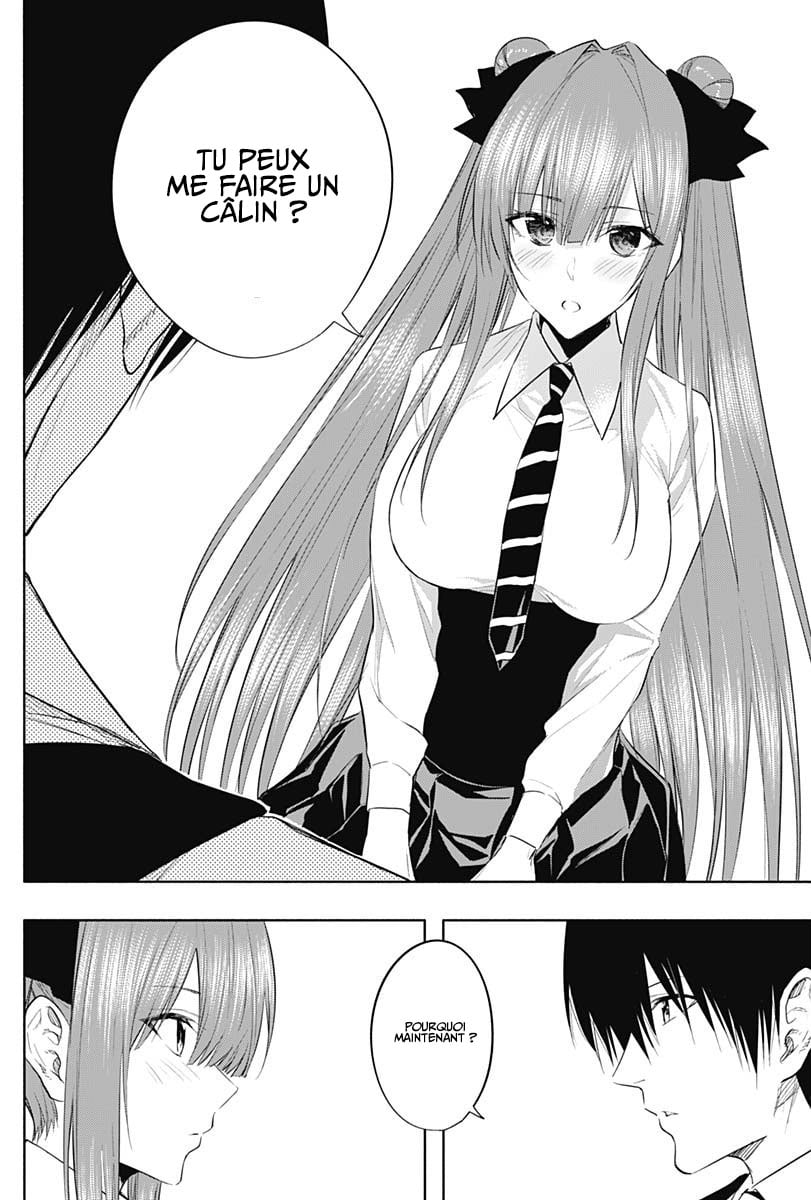 TU PEUX
ME FAIRE UN
CÂLIN ?
POURQUOI
MAINTENANT ?